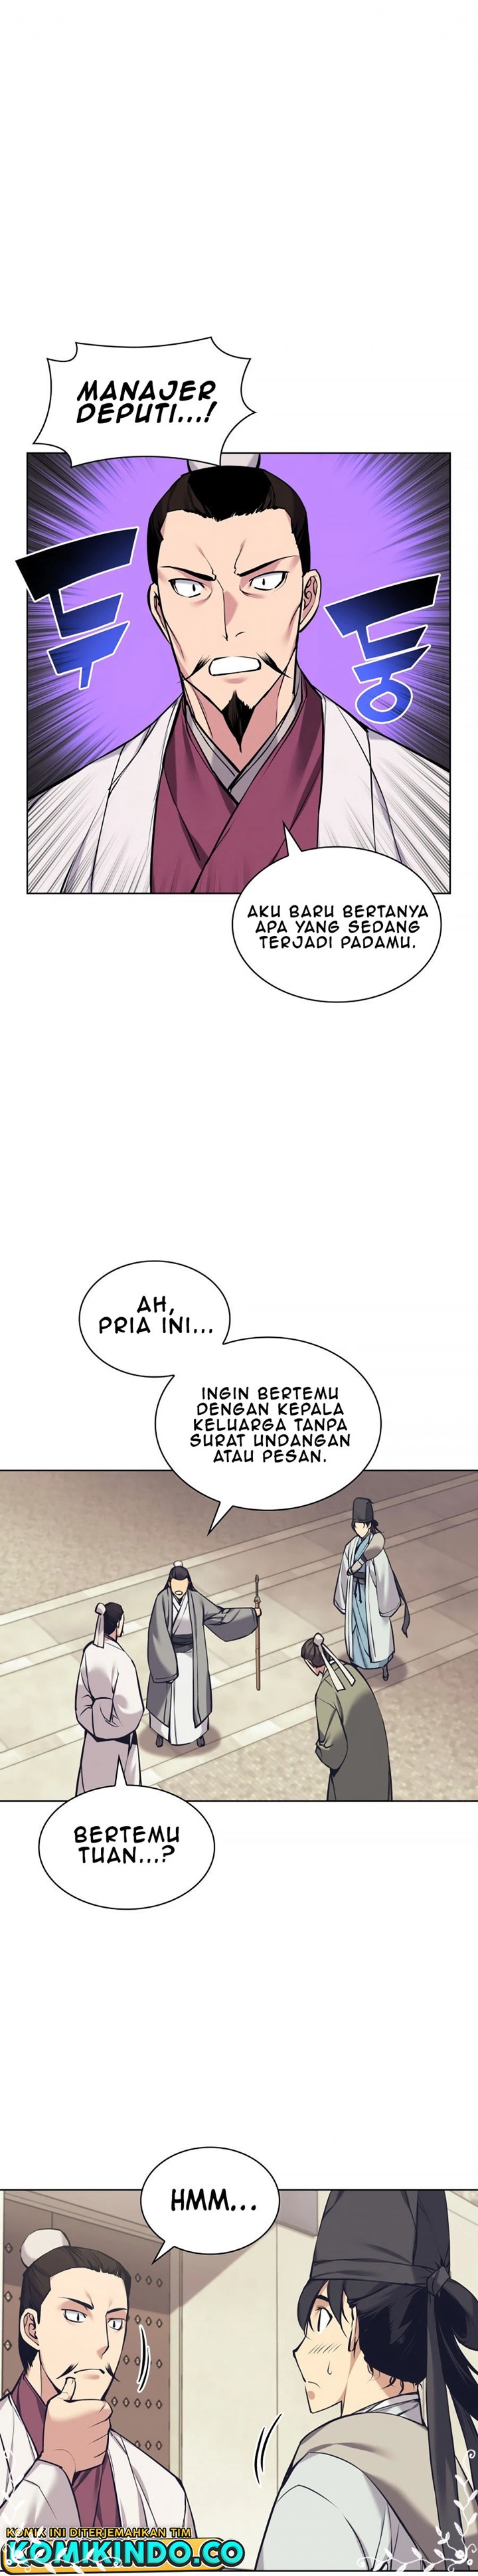 MANAJER
DEPUTI...!
두
둥
AKU BARU BERTANYA
APA YANG SEDANG
TERJADI PADAMU.
AH,
PRIA INI...
INGIN BERTEMU
DENGAN KEPALA
KELUARGA TANPA
SURAT UNDANGAN
ATAU PESAN.
BERTEMU
TUAN...?
HMM...
KOMIK INI DITERJEMAHKAN TIM
KOMIKINDO.CO